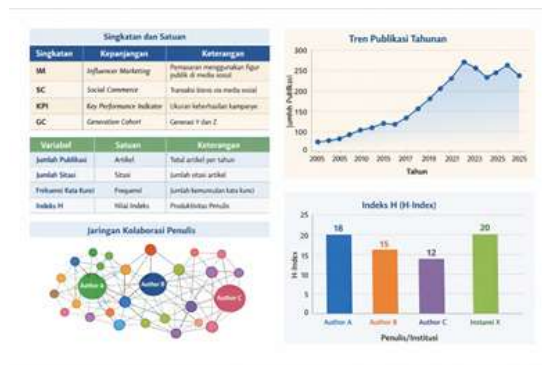 Singkatan dan Satuan
Singkatan Kepanjangan Keterangan
IM Influencer Marketing Pemasaran menggunakan figur
publik di media sosial
SC Social Commerce Transaksi bisnis via media sosial
KPI Key Performance Indicator Ukuran keberhasilan kampanye
GC Generation Cohort Generasi Y dan Z
Variabel Satuan Keterangan
Jumlah Publikasi Artikel Total artikel per tahun
Jumlah Sitasi Sitasi Jumlah sitasi artikel
Frekuensi Kata Kunci Frequensi Jumlah kemunculan kata kunci
Indeks H Nilai Indeks Produktivitas Penulis
Jaringan Kolaborasi Penulis
Author A
Author B
Author C
Tren Publikasi Tahunan
Jumlah Publikasi
300
250
200
150
100
0
2005 2005 2010 2010 2017 2019 2021 2023 2025 2025
Tahun
Indeks H (H-Index)
H-Index
25
20
15
10
5
0
18
15
12
20
Author A Author B Author C Instansi X
Penulis/Institusi